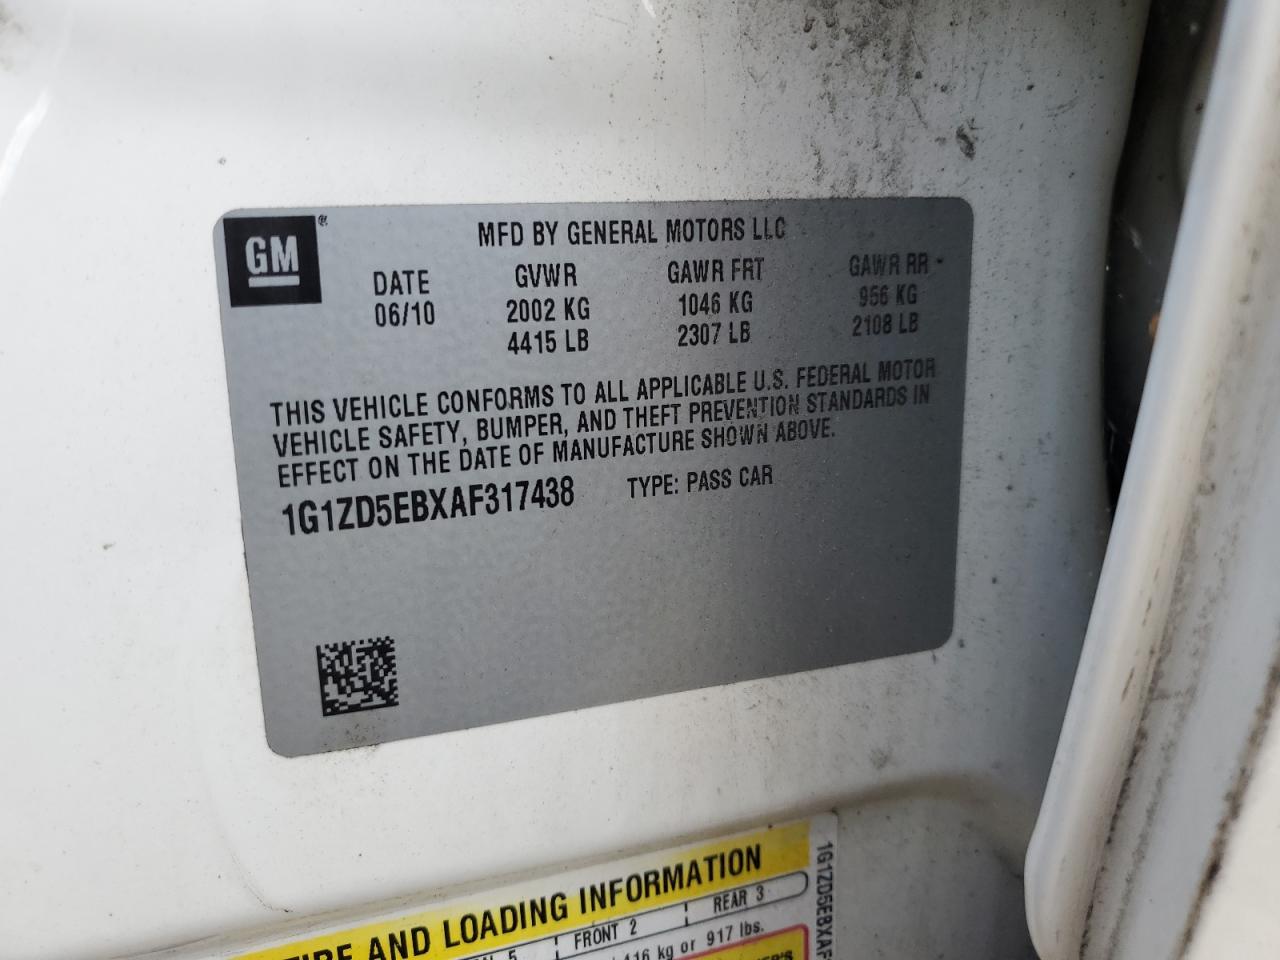 GM®
MFD BY GENERAL MOTORS LLC
DATE GVWR GAWR FRT GAWR RR
06/10 2002 KG 1046 KG 956 KG
4415 LB 2307 LB 2108 LB
THIS VEHICLE CONFORMS TO ALL APPLICABLE U.S. FEDERAL MOTOR
VEHICLE SAFETY, BUMPER, AND THEFT PREVENTION STANDARDS IN
EFFECT ON THE DATE OF MANUFACTURE SHOWN ABOVE.
1G1ZD5EBXAF317438 TYPE: PASS CAR
AND LOADING INFORMATION
5 FRONT 2 REAR 3
416 kg or 917 lbs.
1G1ZD5EBXAF